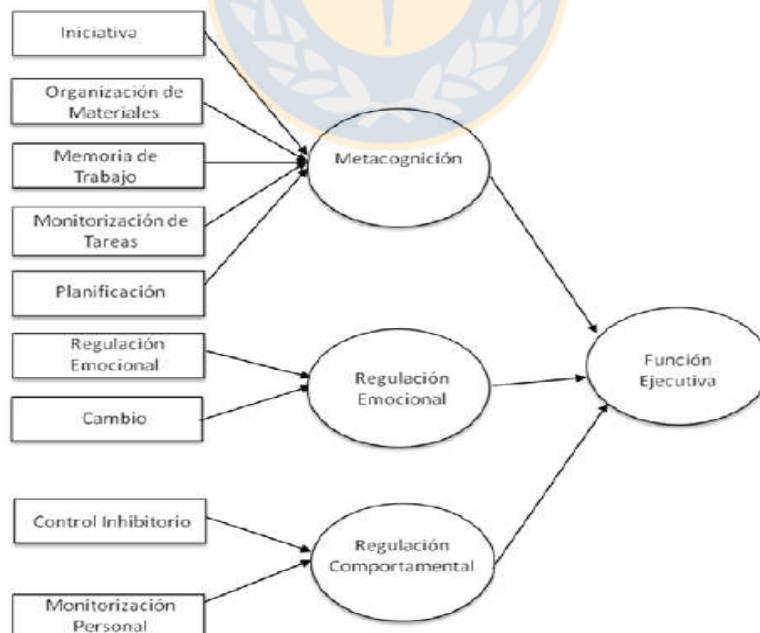 Iniciativa
Organización de
Materiales
Memoria de
Trabajo
Monitorización de
Tareas
Planificación
Regulación
Emocional
Cambio
Control Inhibitorio
Monitorización
Personal
Metacognición
Regulación
Emocional
Regulación
Comportamental
Función
Ejecutiva